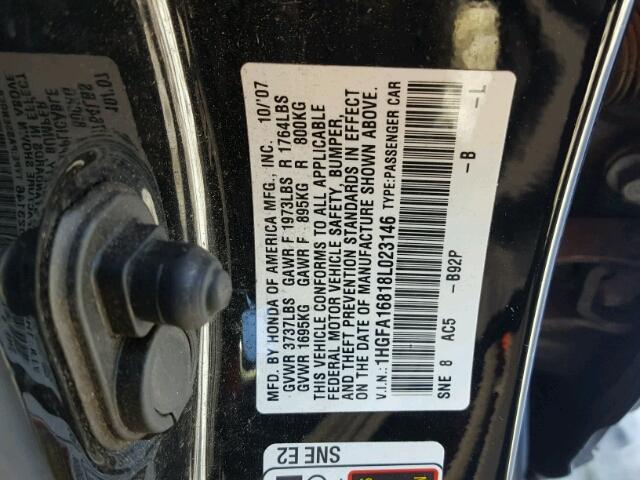 MFD. BY HONDA OF AMERICA MFG., INC. 10/'07
GVWR 3737LBS GAWR F 1973LBS R 1764LBS
GVWR 1695KG GAWR F 895KG R 800KG
THIS VEHICLE CONFORMS TO ALL APPLICABLE
FEDERAL MOTOR VEHICLE SAFETY, BUMPER,
AND THEFT PREVENTION STANDARDS IN EFFECT
ON THE DATE OF MANUFACTURE SHOWN ABOVE.
V.I.N.: 1HGFA16818L023146 TYPE:PASSENGER CAR
SNE 8 AC5 -B92P -B -L
SNE E2